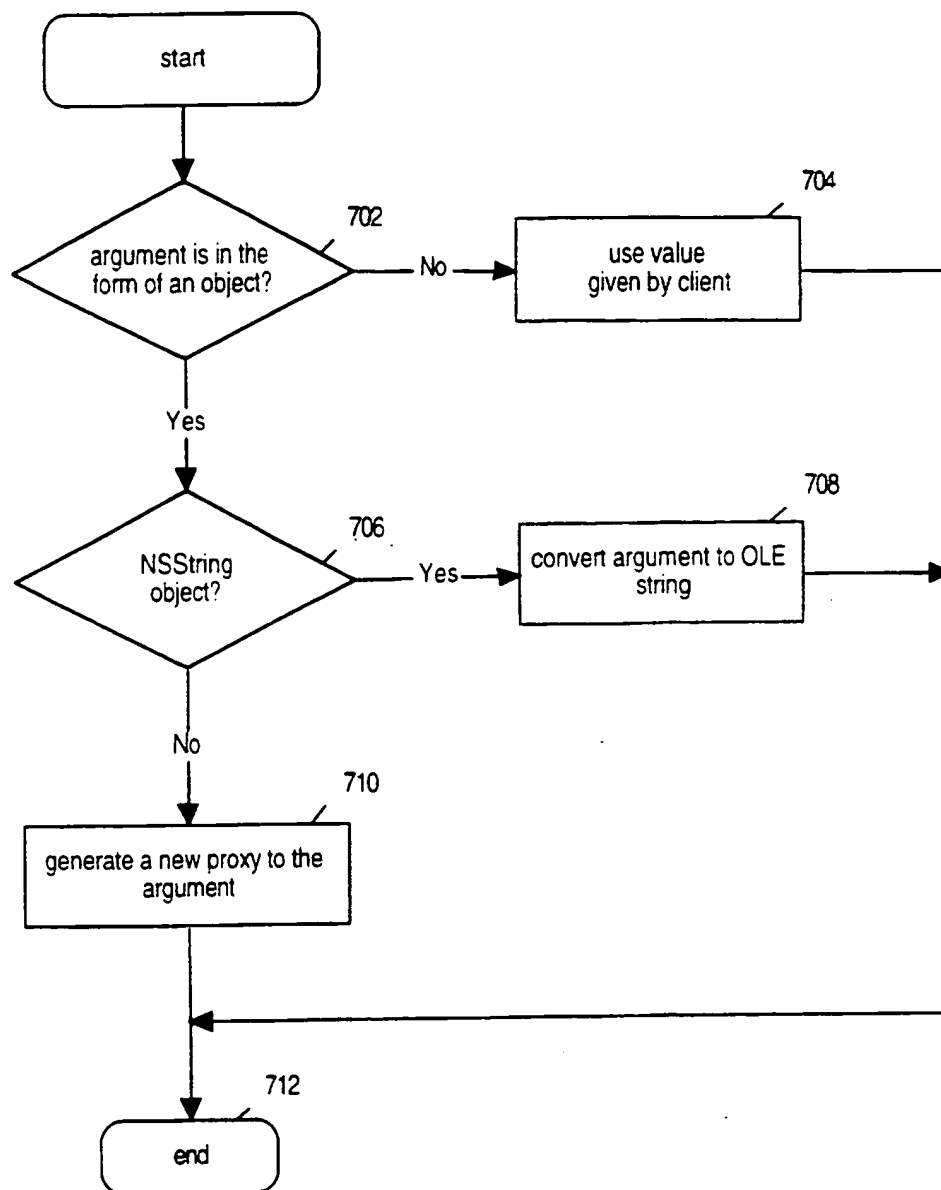 start
702
argument is in the
form of an object?
No
704
use value
given by client
Yes
706
NSString
object?
Yes
708
convert argument to OLE
string
No
710
generate a new proxy to the
argument
712
end